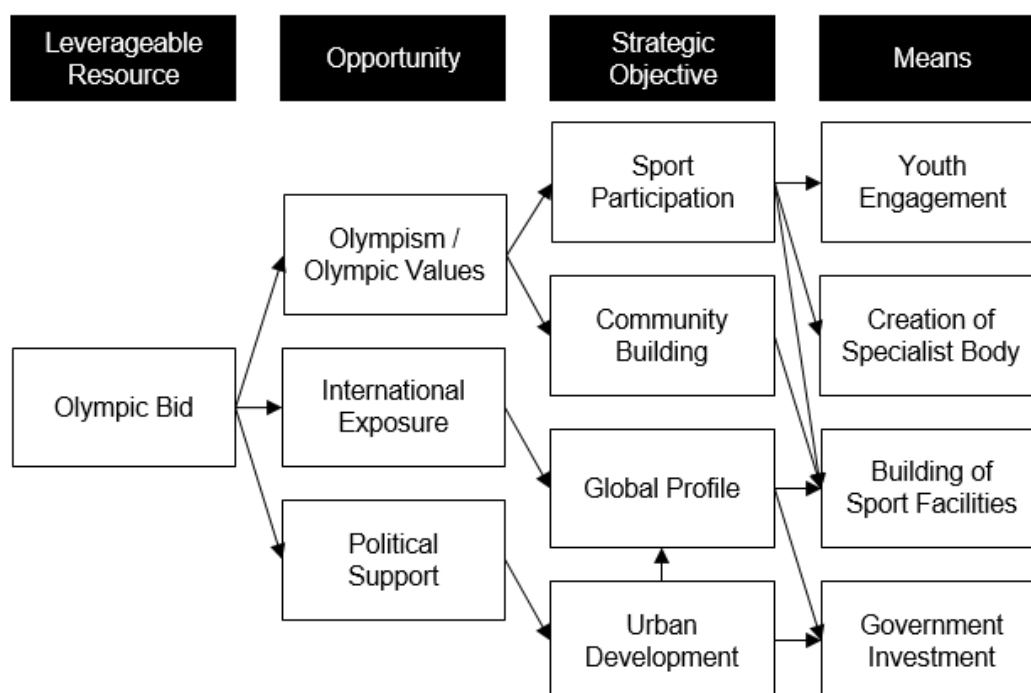 Leverageable
Resource
Opportunity
Strategic
Objective
Means
Olympic Bid
Olympism /
Olympic Values
International
Exposure
Political
Support
Sport
Participation
Community
Building
Global Profile
Urban
Development
Youth
Engagement
Creation of
Specialist Body
Building of
Sport Facilities
Government
Investment